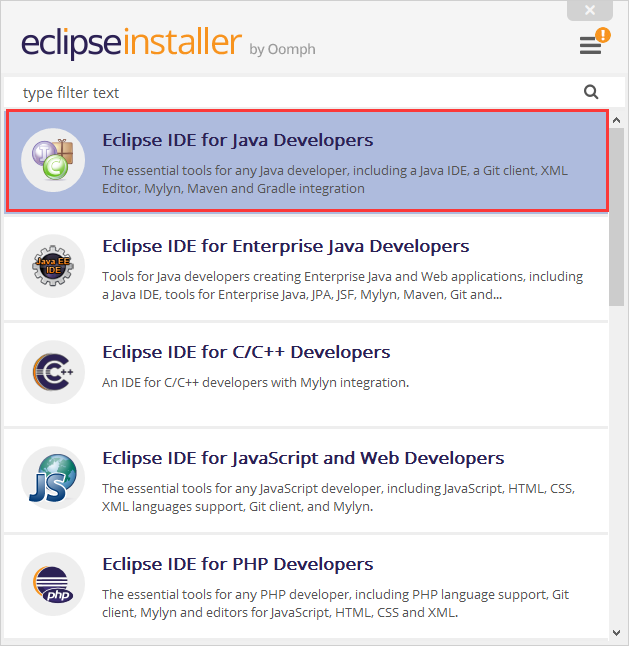 eclipseinstaller by Oomph
type filter text
Eclipse IDE for Java Developers
The essential tools for any Java developer, including a Java IDE, a Git client, XML
Editor, Mylyn, Maven and Gradle integration
Java EE
IDE
Eclipse IDE for Enterprise Java Developers
Tools for Java developers creating Enterprise Java and Web applications, including
a Java IDE, tools for Enterprise Java, JPA, JSF, Mylyn, Maven, Git and...
C++
Eclipse IDE for C/C++ Developers
An IDE for C/C++ developers with Mylyn integration.
JS
Eclipse IDE for JavaScript and Web Developers
The essential tools for any JavaScript developer, including JavaScript, HTML, CSS,
XML languages support, Git client, and Mylyn.
php
Eclipse IDE for PHP Developers
The essential tools for any PHP developer, including PHP language support, Git
client, Mylyn and editors for JavaScript, HTML, CSS and XML.